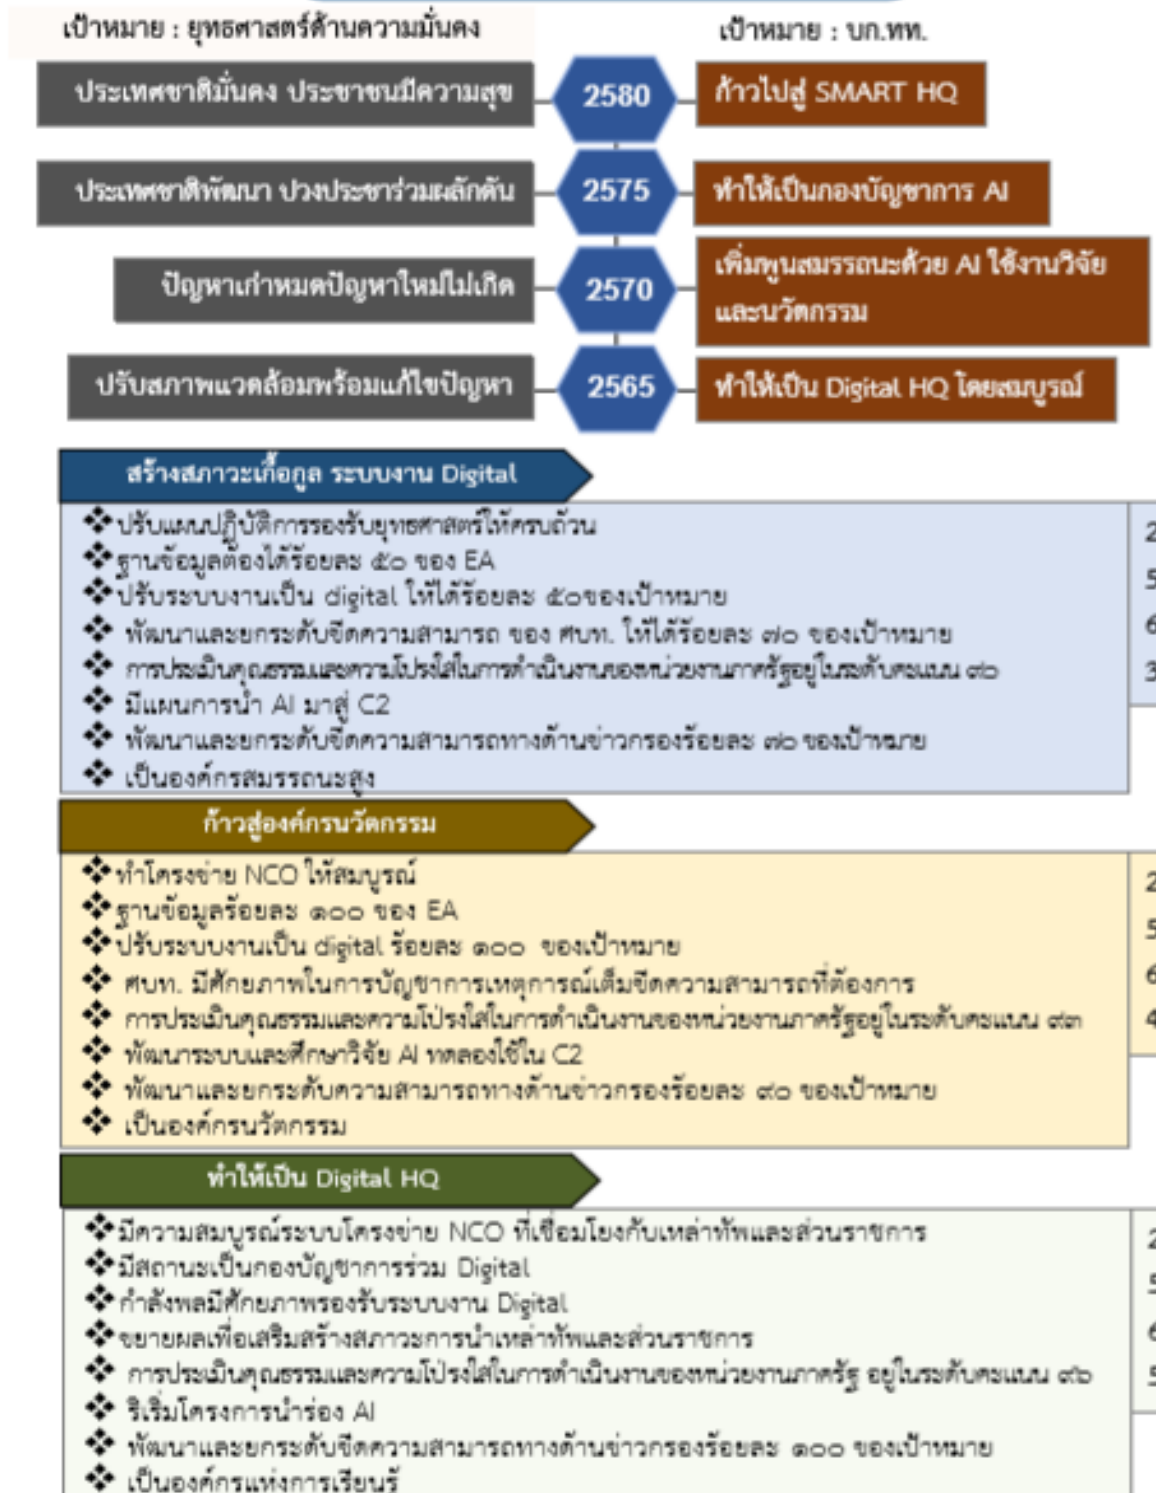 เป้าหมาย : ยุทธศาสตร์ด้านความมั่นคง
เป้าหมาย : บก.ทท.
ประเทศชาติมั่นคง ประชาชนมีความสุข
2580
ก้าวไปสู่ SMART HQ
ประเทศชาติพัฒนา ปวงประชาร่วมผลักดัน
2575
ทำให้เป็นกองบัญชาการ AI
ปัญหาเก่าหมดปัญหาใหม่ไม่เกิด
2570
เพิ่มพูนสมรรถนะด้วย AI ใช้งานวิจัย
และนวัตกรรม
ปรับสภาพแวดล้อมพร้อมแก้ไขปัญหา
2565
ทำให้เป็น Digital HQ โดยสมบูรณ์
สร้างสภาวะเกื้อกูล ระบบงาน Digital
❖ปรับแผนปฏิบัติการรองรับยุทธศาสตร์ให้ครบถ้วน
❖ฐานข้อมูลต้องได้ร้อยละ ๕๐ ของ EA
❖ปรับระบบงานเป็น digital ให้ได้ร้อยละ ๕๐ของเป้าหมาย
❖ พัฒนาและยกระดับขีดความสามารถ ของ ศบท. ให้ได้ร้อยละ ๗๐ ของเป้าหมาย
❖ การประเมินคุณธรรมและความโปร่งใสในการดำเนินงานของหน่วยงานภาครัฐอยู่ในระดับคะแนน
❖ มีแผนการนำ AI มาสู่ C2
❖ พัฒนาและยกระดับขีดความสามารถทางด้านข่าวกรองร้อยละ ๗๐ ของเป้าหมาย
❖ เป็นองค์กรสมรรถนะสูง
2
5
6
3
ก้าวสู่องค์กรนวัตกรรม
❖ทำโครงข่าย NCO ให้สมบูรณ์
❖ฐานข้อมูลร้อยละ ๑๐๐ ของ EA
❖ปรับระบบงานเป็น digital ร้อยละ ๑๐๐ ของเป้าหมาย
❖ ศบท. มีศักยภาพในการบัญชาการเหตุการณ์เต็มขีดความสามารถที่ต้องการ
❖ การประเมินคุณธรรมและความโปร่งใสในการดำเนินงานของหน่วยงานภาครัฐอยู่ในระดับคะแนน ๙๓
❖ พัฒนาระบบและศึกษาวิจัย AI ทดลองใช้ใน C2
❖ พัฒนาและยกระดับความสามารถทางด้านข่าวกรองร้อยละ ๙๐ ของเป้าหมาย
❖ เป็นองค์กรนวัตกรรม
2
5
6
4
ทำให้เป็น Digital HQ
❖มีความสมบูรณ์ระบบโครงข่าย NCO ที่เชื่อมโยงกับเหล่าทัพและส่วนราชการ
❖มีสถานะเป็นกองบัญชาการร่วม Digital
❖กำลังพลมีศักยภาพรองรับระบบงาน Digital
❖ขยายผลเพื่อเสริมสร้างสภาวะการนำเหล่าทัพและส่วนราชการ
❖ การประเมินคุณธรรมและความโปร่งใสในการดำเนินงานของหน่วยงานภาครัฐ อยู่ในระดับคะแนน
❖ ริเริ่มโครงการนำร่อง AI
❖ พัฒนาและยกระดับขีดความสามารถทางด้านข่าวกรองร้อยละ ๑๐๐ ของเป้าหมาย
❖ เป็นองค์กรแห่งการเรียนรู้
2
5
6
5